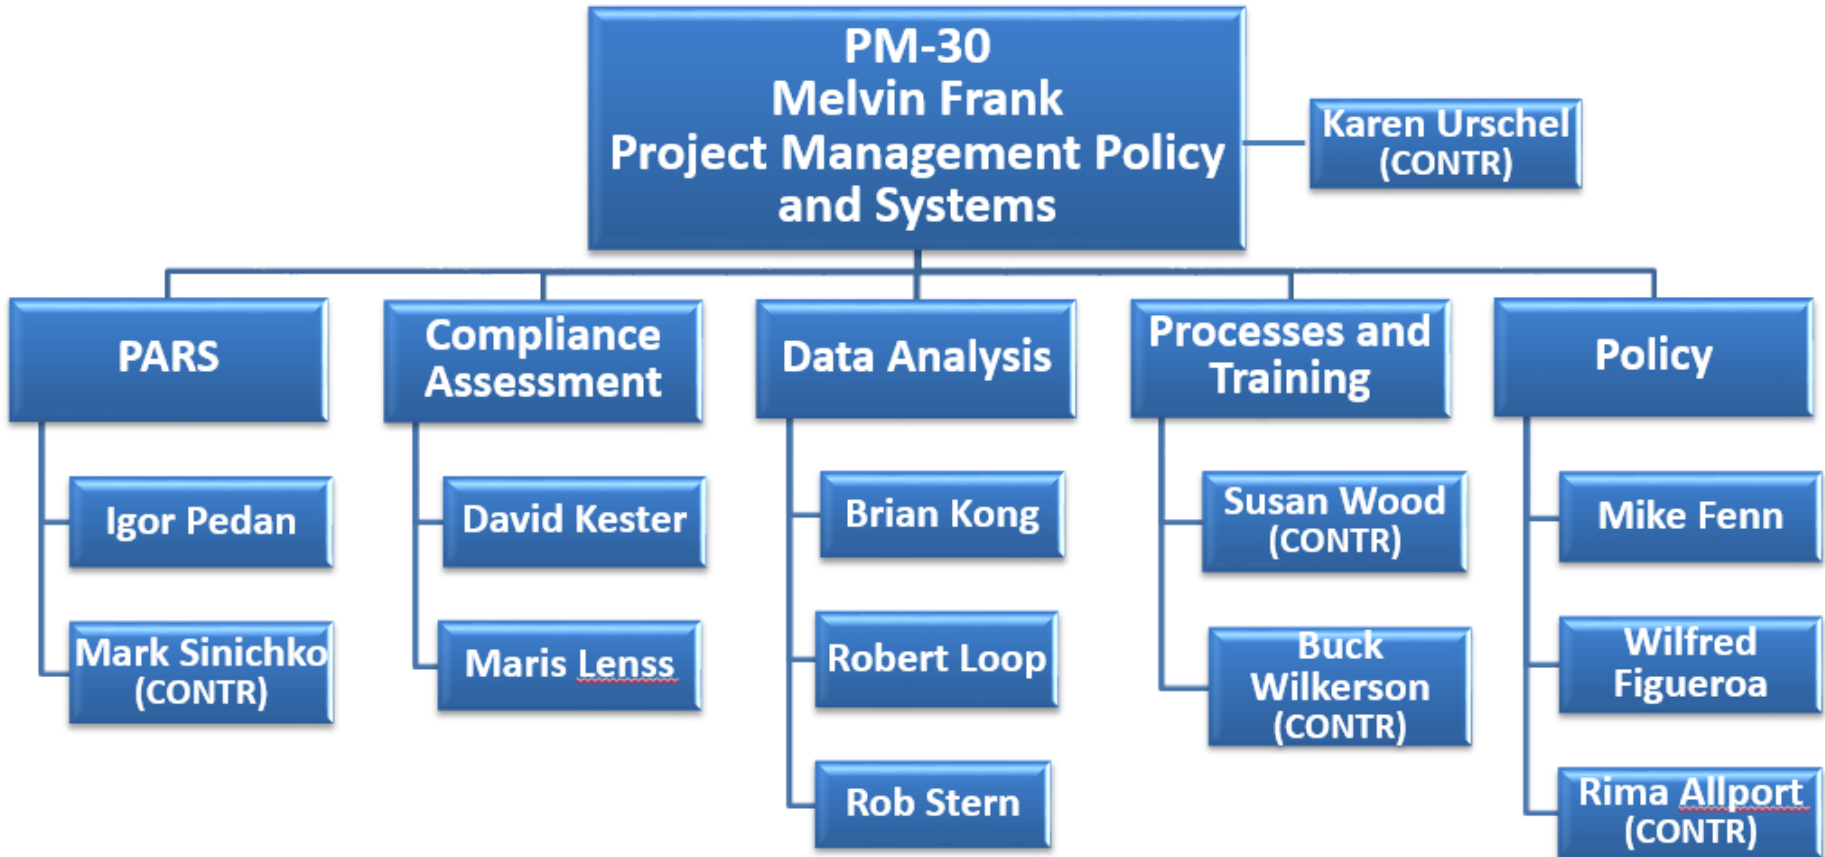 PM-30
Melvin Frank
Project Management Policy
and Systems
Karen Urschel
(CONTR)
PARS
Compliance
Assessment
Data Analysis
Processes and
Training
Policy
Igor Pedan
Mark Sinichko
(CONTR)
David Kester
Maris Lenss
Brian Kong
Robert Loop
Rob Stern
Susan Wood
(CONTR)
Buck
Wilkerson
(CONTR)
Mike Fenn
Wilfred
Figueroa
Rima Allport
(CONTR)